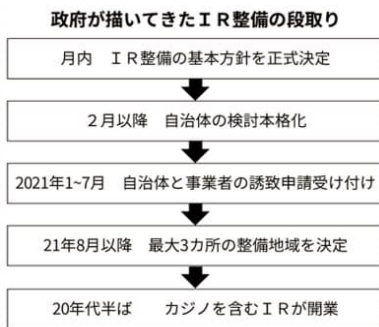 政府が描いてきたＩＲ整備の段取り
月内　ＩＲ整備の基本方針を正式決定
２月以降　自治体の検討本格化
2021年1~7月　自治体と事業者の誘致申請受け付け
21年8月以降　最大3カ所の整備地域を決定
20年代半ば　　カジノを含むＩＲが開業